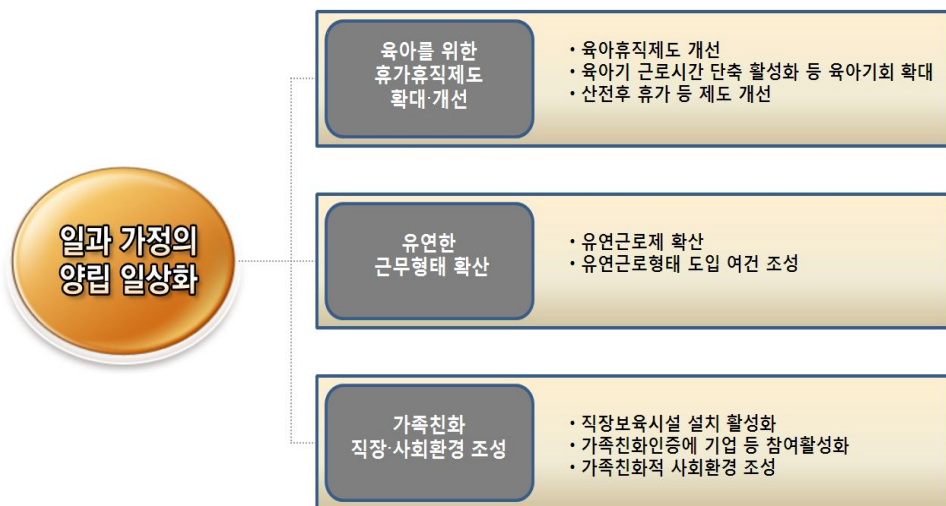 일과 가정의
양립 일상화
육아를 위한
휴가휴직제도
확대·개선
• 육아휴직제도 개선
• 육아기 근로시간 단축 활성화 등 육아기회 확대
• 산전후 휴가 등 제도 개선
유연한
근무형태 확산
• 유연근로제 확산
• 유연근로형태 도입 여건 조성
가족친화
직장·사회환경 조성
• 직장보육시설 설치 활성화
• 가족친화인증에 기업 등 참여활성화
• 가족친화적 사회환경 조성